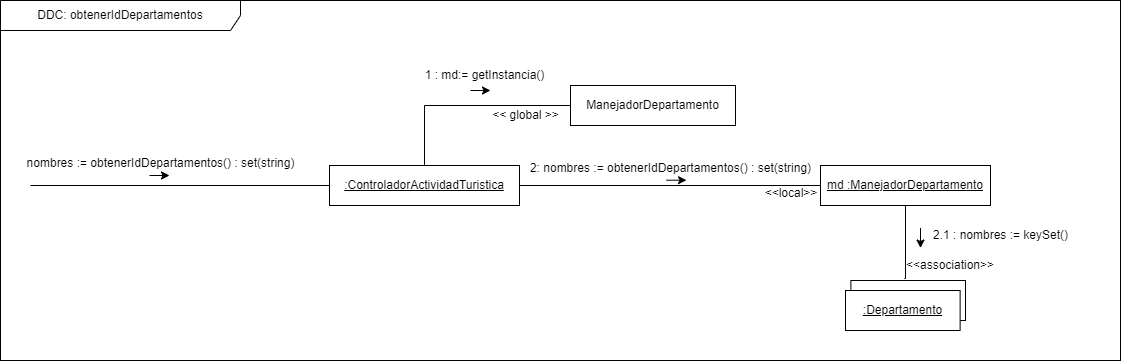 DDC: obtenerIdDepartamentos
1 : md:= getInstancia()
ManejadorDepartamento
<< global >>
nombres := obtenerIdDepartamentos() : set(string)
:ControladorActividadTuristica
2: nombres := obtenerIdDepartamentos() : set(string)
<<local>>
md :ManejadorDepartamento
2.1 : nombres := keySet()
<<association>>
:Departamento